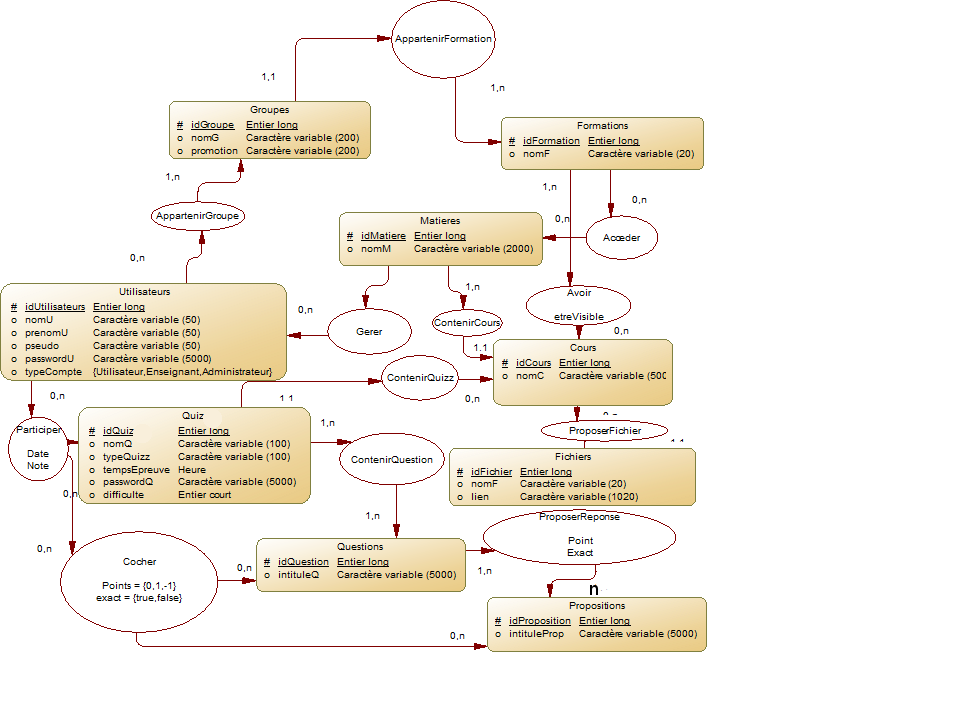 AppartenirFormation
1,1
1,n
Groupes
# idGroupe Entier long
o nomG Caractère variable (200)
o promotion Caractère variable (200)
Formations
# idFormation Entier long
o nomF Caractère variable (20)
1,n
AppartenirGroupe
0,n
1,n
0,n
0,n
Accéder
Matieres
# idMatiere Entier long
o nomM Caractère variable (2000)
Utilisateurs
# idUtilisateurs Entier long
o nomU Caractère variable (50)
o prenomU Caractère variable (50)
o pseudo Caractère variable (50)
o passwordU Caractère variable (5000)
o typeCompte {Utilisateur,Enseignant,Administrateur}
0,n
Gerer
1,n
ContenirCours
1,1
Avoir
etreVisible
0,n
Cours
# idCours Entier long
o nomC Caractère variable (500
ContenirQuizz
0,n
1,1
0,n
Participer
Date
Note
0,n
Quiz
# idQuiz Entier long
o nomQ Caractère variable (100)
o typeQuizz Caractère variable (100)
o tempsEpreuve Heure
o passwordQ Caractère variable (5000)
o difficulte Entier court
1,n
ContenirQuestion
1,n
ProposerFichier
Fichiers
# idFichier Entier long
o nomF Caractère variable (20)
o lien Caractère variable (1020)
ProposerReponse
Point
Exact
0,n
Cocher
Points = {0,1,-1}
exact = {true,false}
0,n
Questions
# idQuestion Entier long
o intituleQ Caractère variable (5000)
1,n
n
Propositions
# idProposition Entier long
o intituleProp Caractère variable (5000)
0,n